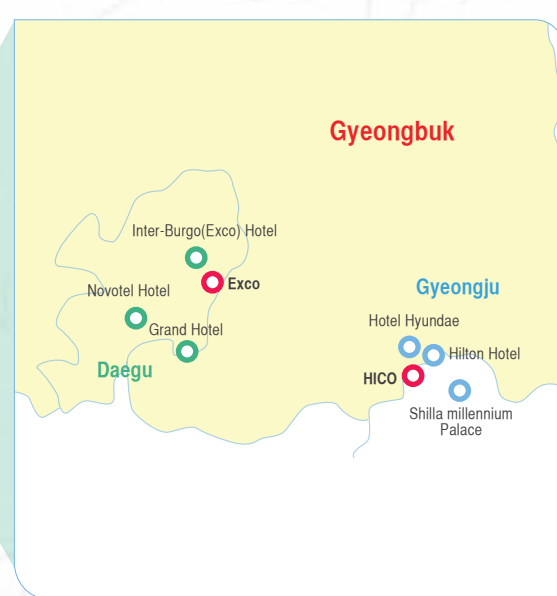 Gyeongbuk
Inter-Burgo(Exco) Hotel
Exco
Novotel Hotel
Grand Hotel
Daegu
Gyeongju
Hotel Hyundae
Hilton Hotel
HICO
Shilla millennium
Palace